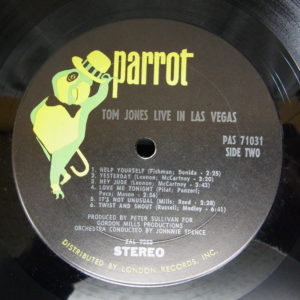 parrot
TOM JONES LIVE IN LAS VEGAS
PAS 71031
SIDE TWO
1. HELP YOURSELF (Fishman; Donida - 2:25)
2. YESTERDAY (Lennon; McCartney - 3:20)
3. HEY JUDE (Lennon; McCartney - 5:43)
4. LOVE ME TONIGHT (Pilat; Panzeri;
Pace; Mason - 2:56)
5. IT'S NOT UNUSUAL (Mills; Reed - 2:28)
6. TWIST AND SHOUT (Russell; Medley - 6:41)
PRODUCED BY PETER SULLIVAN FOR
GORDON MILLS PRODUCTIONS
ORCHESTRA CONDUCTED BY JOHNNIE SPENCE
STEREO
DISTRIBUTED BY LONDON RECORDS, INC.